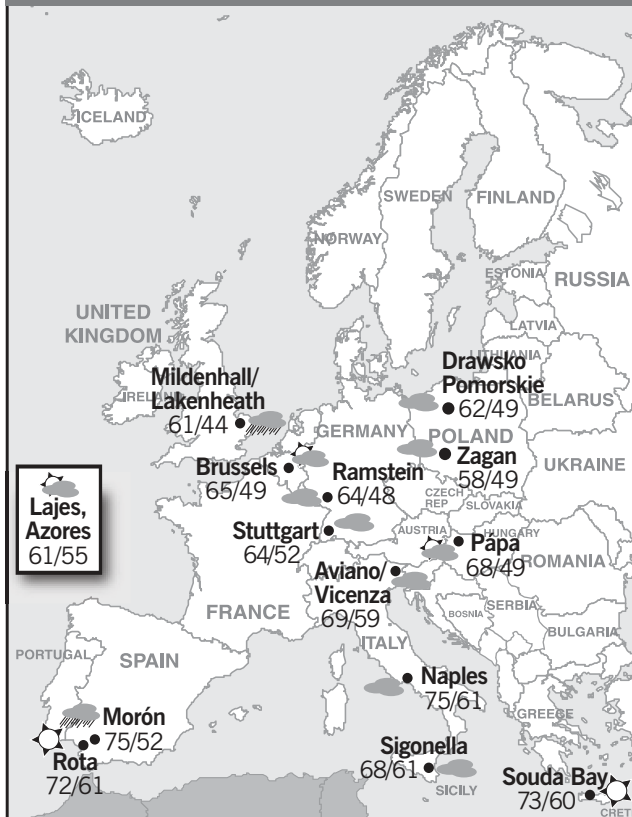 ICELAND
SWEDEN
FINLAND
NORWAY
ESTONIA
RUSSIA
LATVIA
LITHUANIA
UNITED
KINGDOM
IRELAND
Mildenhall/
Lakenheath
61/44
Drawsko
Pomorskie
62/49
BELARUS
GERMANY
POLAND
Zagan
58/49
UKRAINE
Brussels
65/49
Ramstein
64/48
CZECH
REP
SLOVAKIA
Lajes,
Azores
61/55
Stuttgart
64/52
AUSTRIA
HUNGARY
Pápa
68/49
ROMANIA
Aviano/
Vicenza
69/59
FRANCE
BOSNIA
SERBIA
BULGARIA
ITALY
PORTUGAL
SPAIN
Naples
75/61
GREECE
Morón
75/52
Rota
72/61
Sigonella
68/61
SICILY
Souda Bay
73/60
CRET